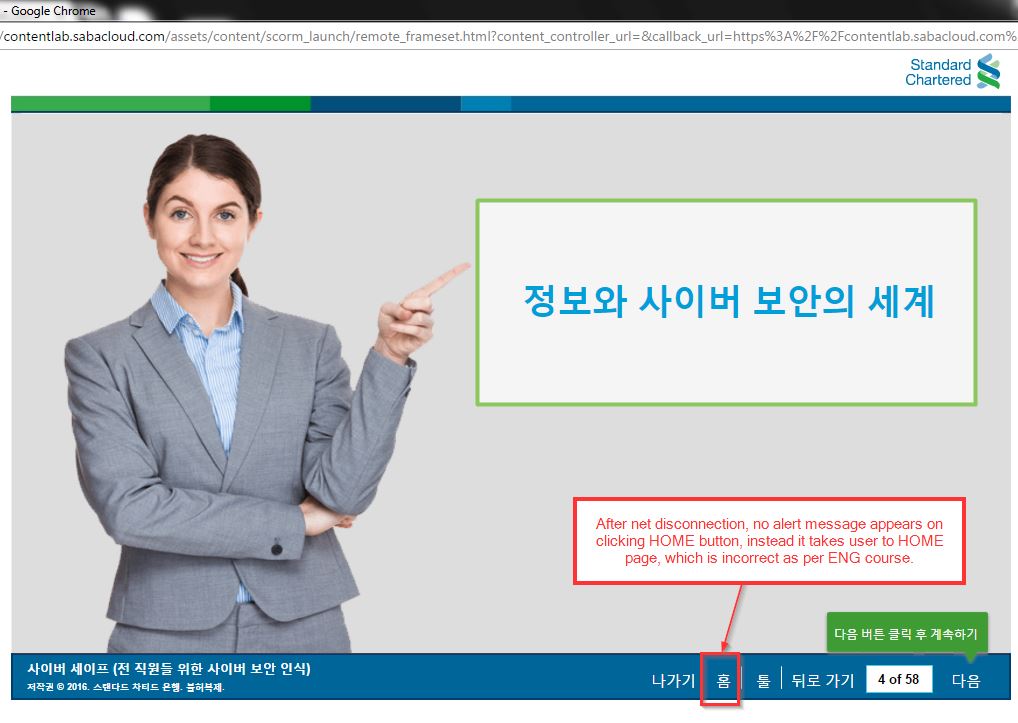 - Google Chrome
/contentlab.sabacloud.com/assets/content/scorm_launch/remote_frameset.html?content_controller_url=&callback_url=https%3A%2F%2Fcontentlab.sabacloud.com%
Standard
Chartered
정보와 사이버 보안의 세계
After net disconnection, no alert message appears on
clicking HOME button, instead it takes user to HOME
page, which is incorrect as per ENG course.
다음 버튼 클릭 후 계속하기
사이버 세이프 (전 직원들 위한 사이버 보안 인식)
저작권 © 2016. 스탠다드 차티드 은행. 불허복제.
나가기 홈 툴 뒤로 가기 4 of 58 다음